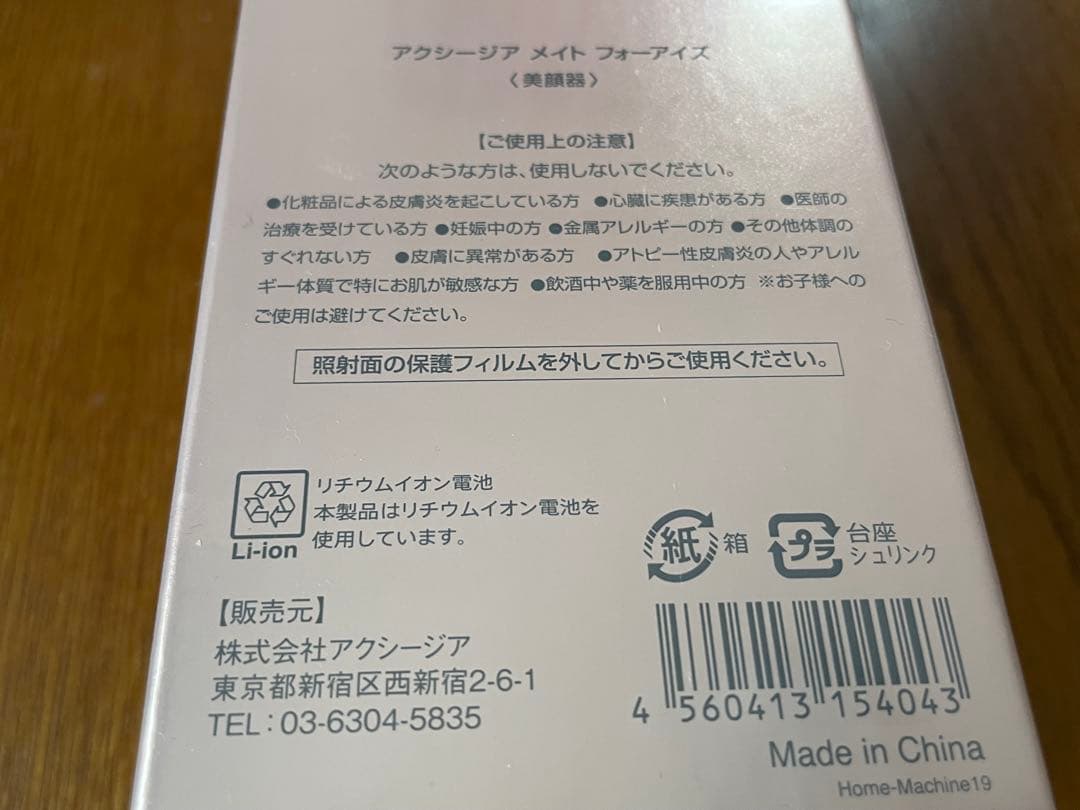 アクシージア メイト フォーアイズ
〈美顔器〉
【ご使用上の注意】
次のような方は、使用しないでください。
●化粧品による皮膚炎を起こしている方 ●心臓に疾患がある方 ●医師の
治療を受けている方 ●妊娠中の方 ●金属アレルギーの方 ●その他体調の
すぐれない方 ●皮膚に異常がある方 ●アトピー性皮膚炎の人やアレル
ギー体質で特にお肌が敏感な方 ●飲酒中や薬を服用中の方 ※お子様への
ご使用は避けてください。
照射面の保護フィルムを外してからご使用ください。
リチウムイオン電池
本製品はリチウムイオン電池を
使用しています。
Li-ion
紙 箱
プラ 台座
シュリンク
【販売元】
株式会社アクシージア
東京都新宿区西新宿2-6-1
TEL:03-6304-5835
4 560413 154043
Made in China
Home-Machine19